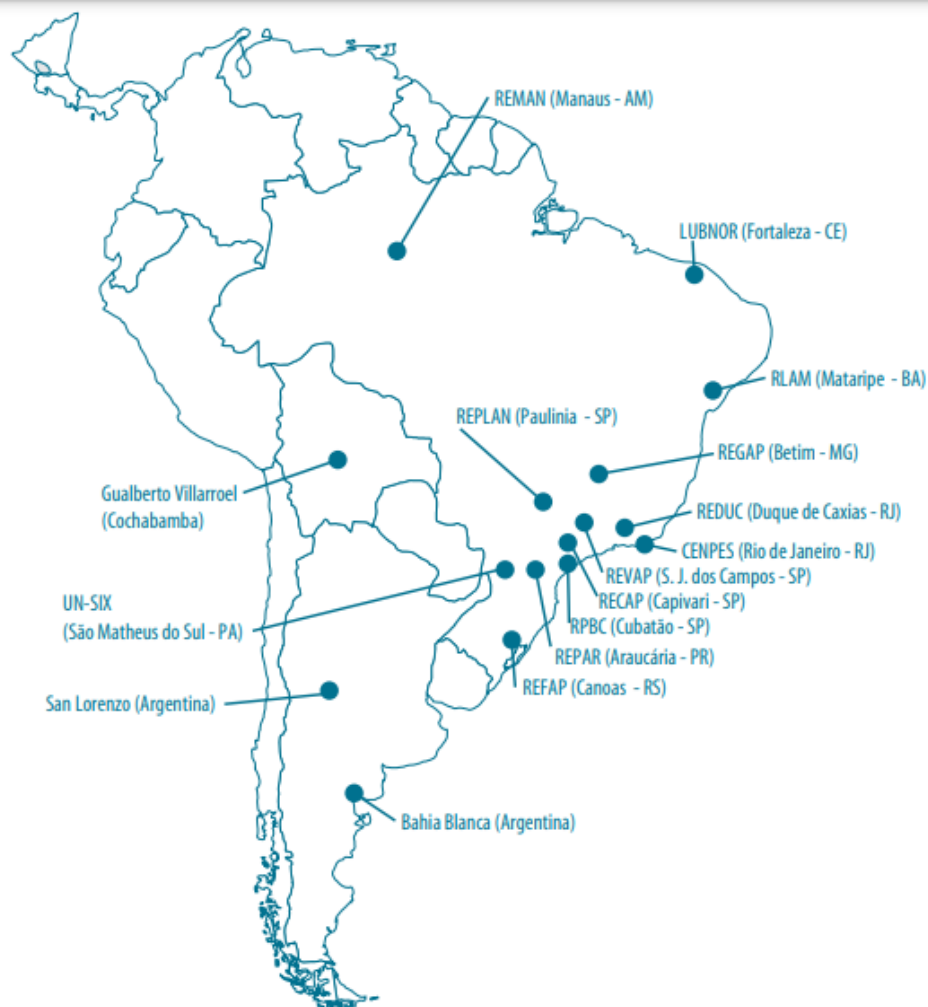 REMAN (Manaus - AM)
LUBNOR (Fortaleza - CE)
RLAM (Mataripe - BA)
REPLAN (Paulinia - SP)
REGAP (Betim - MG)
Gualberto Villarroel
(Cochabamba)
REDUC (Duque de Caxias - RJ)
CENPES (Rio de Janeiro - RJ)
REVAP (S. J. dos Campos - SP)
RECAP (Capivari - SP)
UN-SIX
(São Matheus do Sul - PA)
RPBC (Cubatão - SP)
REPAR (Araucária - PR)
REFAP (Canoas - RS)
San Lorenzo (Argentina)
Bahia Blanca (Argentina)